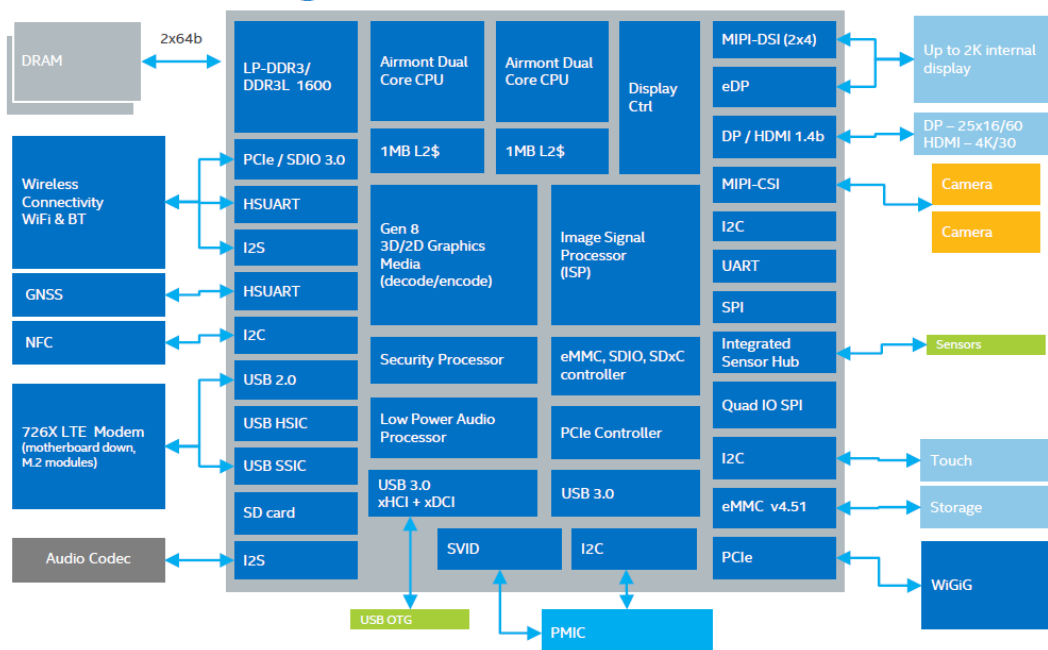 DRAM
2x64b
LP-DDR3/
DDR3L 1600
Airmont Dual
Core CPU
Airmont Dual
Core CPU
Display
Ctrl
MIPI-DSI (2x4)
eDP
Up to 2K internal
display
DP / HDMI 1.4b
DP – 25x16/60
HDMI – 4K/30
1MB L2$
1MB L2$
Wireless
Connectivity
WiFi & BT
PCIe / SDIO 3.0
HSUART
I2S
MIPI-CSI
Camera
Camera
I2C
UART
SPI
Gen 8
3D/2D Graphics
Media
(decode/encode)
Image Signal
Processor
(ISP)
GNSS
HSUART
NFC
I2C
Security Processor
eMMC, SDIO, SDxC
controller
Integrated
Sensor Hub
Sensors
726X LTE Modem
(motherboard down,
M.2 modules)
USB 2.0
USB HSIC
USB SSIC
Low Power Audio
Processor
PCIe Controller
Quad IO SPI
I2C
Touch
SD card
USB 3.0
xHCI + xDCI
USB 3.0
eMMC v4.51
Storage
Audio Codec
I2S
SVID
I2C
PCIe
WiGiG
USB OTG
PMIC